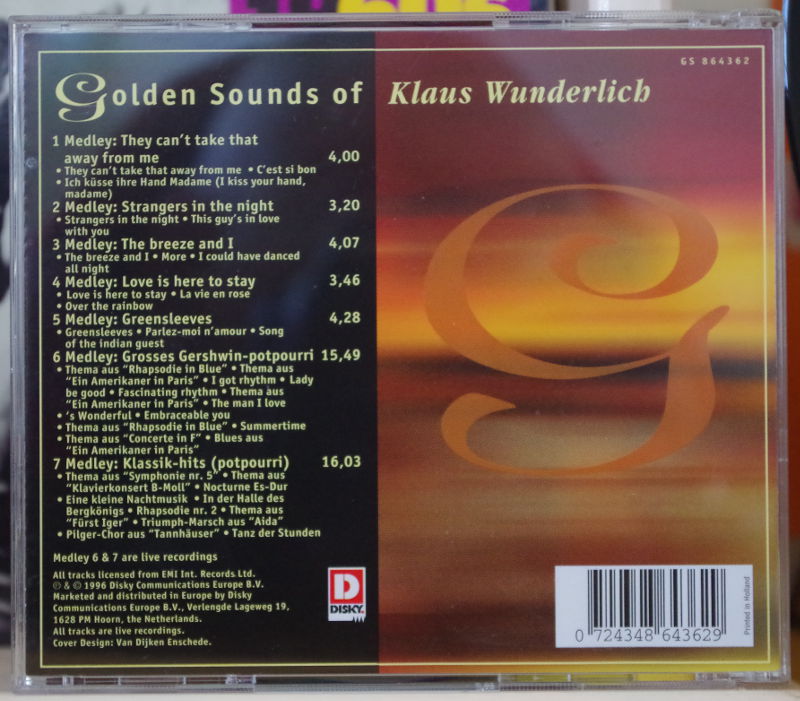 GS 864362
Golden Sounds of Klaus Wunderlich
1 Medley: They can't take that
away from me 4,00
• They can't take that away from me • C'est si bon
• Ich küsse ihre Hand Madame (I kiss your hand,
madame)
2 Medley: Strangers in the night 3,20
• Strangers in the night • This guy's in love
with you
3 Medley: The breeze and I 4,07
• The breeze and I • More • I could have danced
all night
4 Medley: Love is here to stay 3,46
• Love is here to stay • La vie en rose
• Over the rainbow
5 Medley: Greensleeves 4,28
• Greensleeves • Parlez-moi n'amour • Song
of the indian guest
6 Medley: Grosses Gershwin-potpourri 15,49
• Thema aus "Rhapsodie in Blue" • Thema aus
"Ein Amerikaner in Paris" • I got rhythm • Lady
be good • Fascinating rhythm • Thema aus
"Ein Amerikaner in Paris" • The man I love
• 's Wonderful • Embraceable you
• Thema aus "Rhapsodie in Blue" • Summertime
• Thema aus "Concerte in F" • Blues aus
"Ein Amerikaner in Paris"
7 Medley: Klassik-hits (potpourri) 16,03
• Thema aus "Symphonie nr. 5" • Thema aus
"Klavierkonsert B-Moll" • Nocturne Es-Dur
• Eine kleine Nachtmusik • In der Halle des
Bergkönigs • Rhapsodie nr. 2 • Thema aus
"Fürst Iger" • Triumph-Marsch aus "Aida"
• Pilger-Chor aus "Tannhäuser" • Tanz der Stunden
Medley 6 & 7 are live recordings
All tracks licensed from EMI Int. Records Ltd.
℗ & © 1996 Disky Communications Europe B.V.
Marketed and distributed in Europe by Disky
Communications Europe B.V., Verlengde Lageweg 19,
1628 PM Hoorn, the Netherlands.
All tracks are live recordings.
Cover Design: Van Dijken Enschede.
D
DISKY
G
0 724348 643629
Printed in Holland